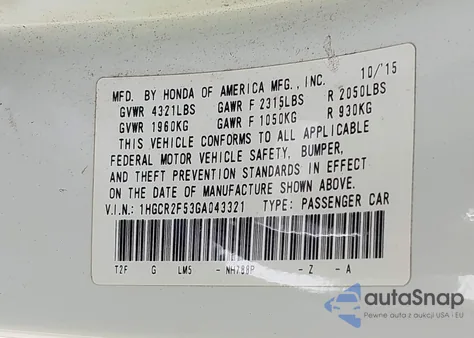 10/'15
MFD. BY HONDA OF AMERICA MFG., INC.
GVWR 4321LBS GAWR F 2315LBS R 2050LBS
GVWR 1960KG GAWR F 1050KG R 930KG
THIS VEHICLE CONFORMS TO ALL APPLICABLE
FEDERAL MOTOR VEHICLE SAFETY, BUMPER,
AND THEFT PREVENTION STANDARDS IN EFFECT
ON THE DATE OF MANUFACTURE SHOWN ABOVE.
V.I.N.: 1HGCR2F53GA043321 TYPE: PASSENGER CAR
T2F G LM5 - NH788P - Z - A
autoSnap
Pewne auta z aukcji USA i EU